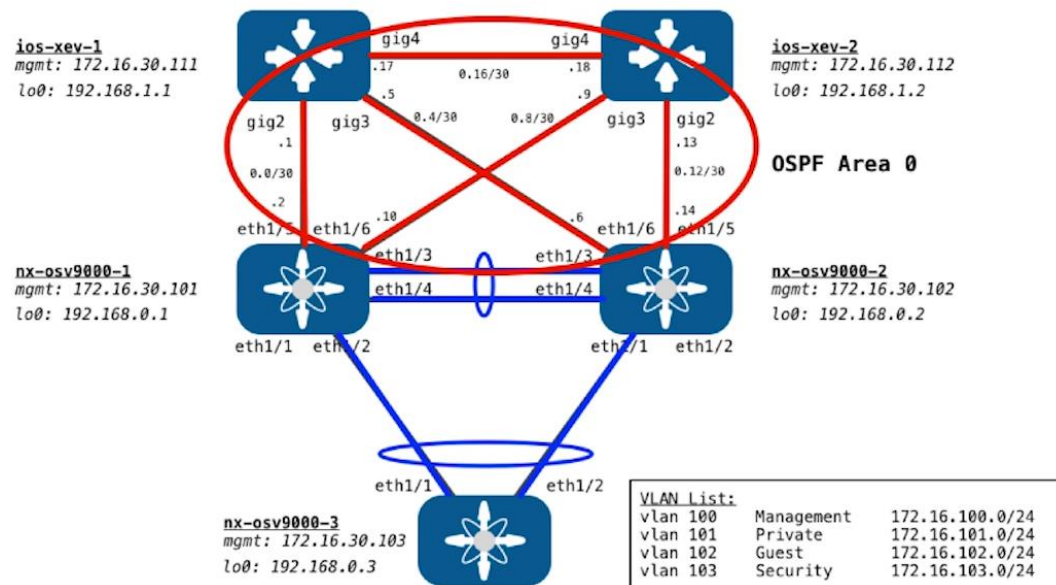 ios-xev-1
mgmt: 172.16.30.111
lo0: 192.168.1.1
gig4
gig4
ios-xev-2
mgmt: 172.16.30.112
lo0: 192.168.1.2
.17
0.16/30
.18
.5
.9
0.4/30
0.8/30
gig2
gig3
gig3
gig2
.1
.13
0.0/30
0.12/30
OSPF Area 0
.2
.10
.6
.14
eth1/5
eth1/6
eth1/6
eth1/5
nx-osv9000-1
mgmt: 172.16.30.101
lo0: 192.168.0.1
eth1/3
eth1/3
eth1/4
eth1/4
nx-osv9000-2
mgmt: 172.16.30.102
lo0: 192.168.0.2
eth1/1
eth1/2
eth1/1
eth1/2
eth1/1
eth1/2
nx-osv9000-3
mgmt: 172.16.30.103
lo0: 192.168.0.3
VLAN List:
vlan 100 Management 172.16.100.0/24
vlan 101 Private 172.16.101.0/24
vlan 102 Guest 172.16.102.0/24
vlan 103 Security 172.16.103.0/24